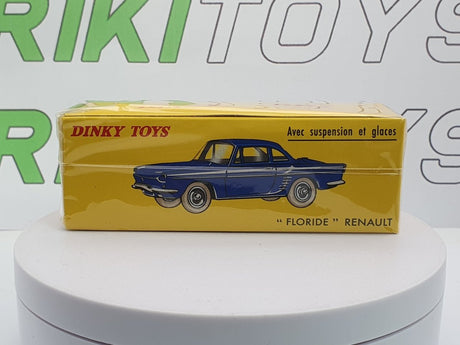 RIKITOYS
DINKY TOYS
Avec suspension et glaces
“ FLORIDE ” RENAULT